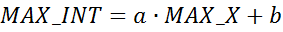 MAX_INT = a · MAX_X + b